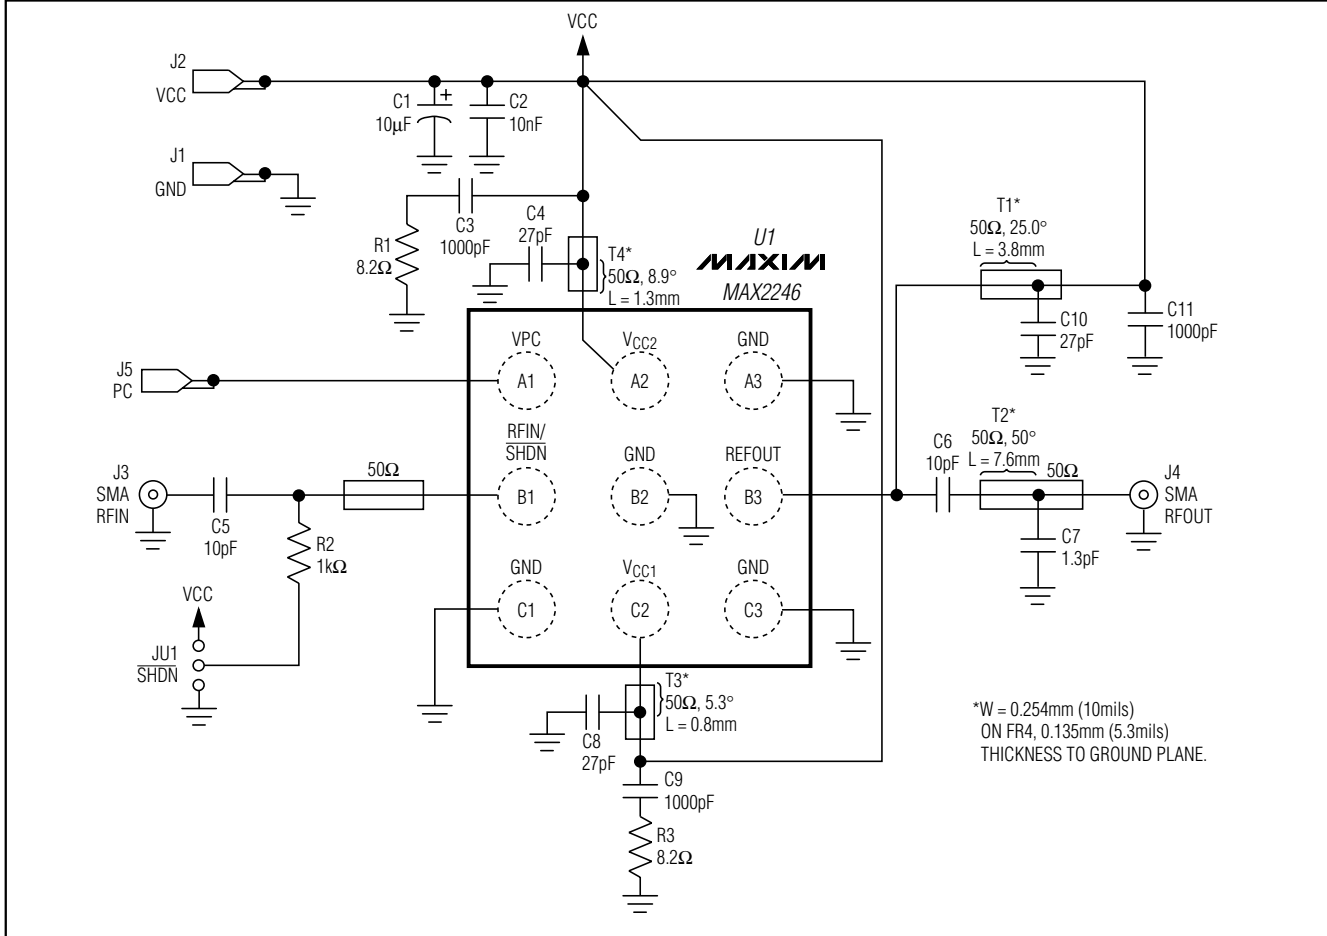 VCC
J2
VCC
C1
10μF
+
C2
10nF
J1
GND
R1
8.2Ω
C3
1000pF
C4
27pF
T4*
50Ω, 8.9°
L = 1.3mm
U1
MAXIM
MAX2246
T1*
50Ω, 25.0°
L = 3.8mm
C10
27pF
C11
1000pF
J5
PC
VPC
A1
VCC2
A2
GND
A3
J3
SMA
RFIN
C5
10pF
R2
1kΩ
50Ω
RFIN/
SHDN
B1
GND
B2
REFOUT
B3
C6
10pF
T2*
50Ω, 50°
L = 7.6mm
50Ω
C7
1.3pF
J4
SMA
RFOUT
VCC
JU1
SHDN
GND
C1
VCC1
C2
GND
C3
T3*
50Ω, 5.3°
L = 0.8mm
C8
27pF
C9
1000pF
R3
8.2Ω
*W = 0.254mm (10mils)
ON FR4, 0.135mm (5.3mils)
THICKNESS TO GROUND PLANE.